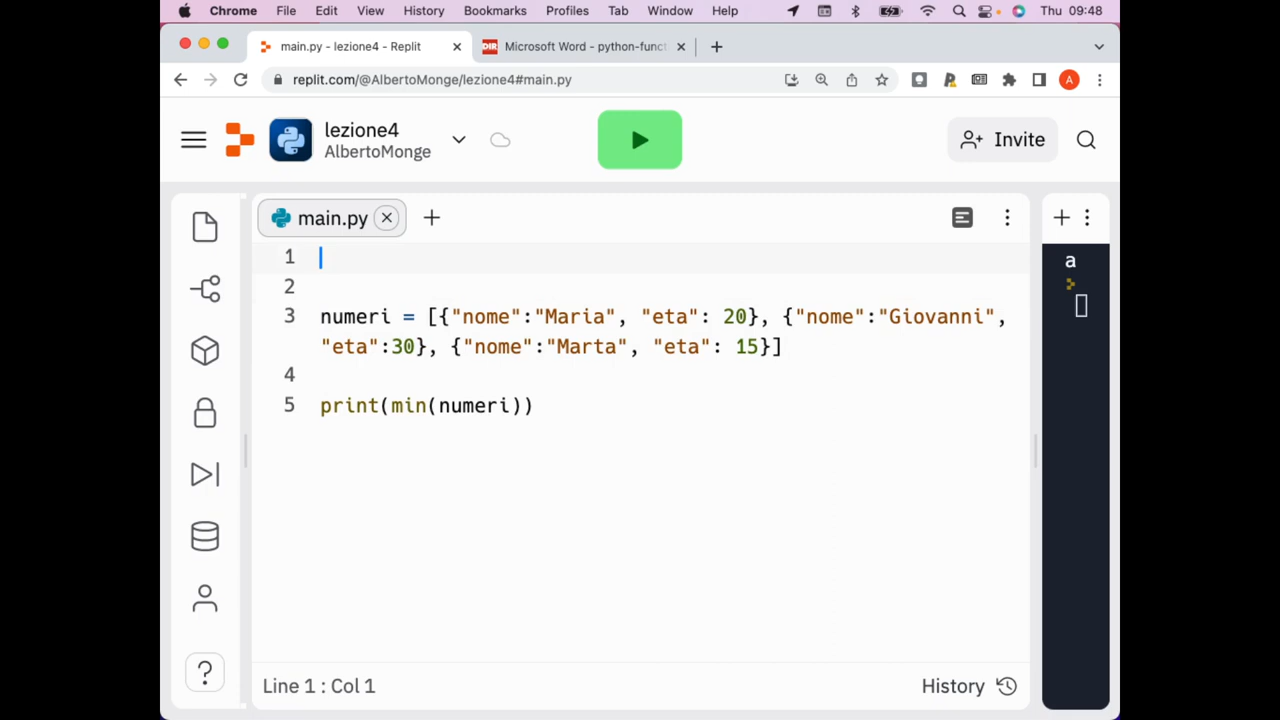 Chrome File Edit View History Bookmarks Profiles Tab Window Help Thu 09:48
main.py - lezione4 - Replit DIR Microsoft Word - python-funct
replit.com/@AlbertoMonge/lezione4#main.py A
lezione4
AlbertoMonge
Invite
main.py
a
1
2
3 numeri = [{"nome":"Maria", "eta": 20}, {"nome":"Giovanni",
"eta":30}, {"nome":"Marta", "eta": 15}]
4
5 print(min(numeri))
?
Line 1 : Col 1 History